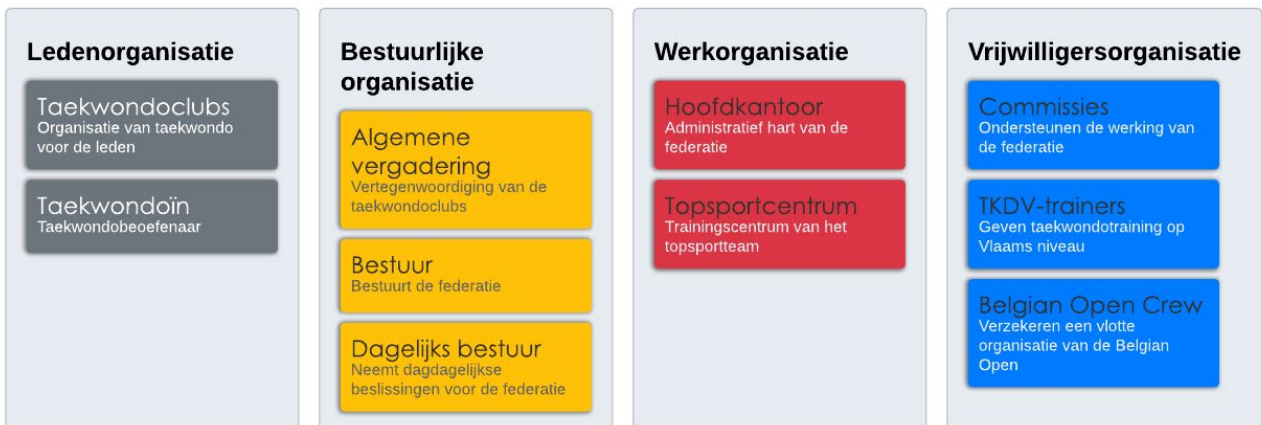 Ledenorganisatie
Taekwondoclubs
Organisatie van taekwondo
voor de leden
Taekwondoïn
Taekwondobeoefenaar
Bestuurlijke
organisatie
Algemene
vergadering
Vertegenwoordiging van de
taekwondoclubs
Bestuur
Bestuurt de federatie
Dagelijks bestuur
Neemt dagdagelijkse
beslissingen voor de federatie
Werkorganisatie
Hoofdkantoor
Administratief hart van de
federatie
Topsportcentrum
Trainingscentrum van het
topsportteam
Vrijwilligersorganisatie
Commissies
Ondersteunen de werking van
de federatie
TKDV-trainers
Geven taekwondotraining op
Vlaams niveau
Belgian Open Crew
Verzekeren een vlotte
organisatie van de Belgian
Open